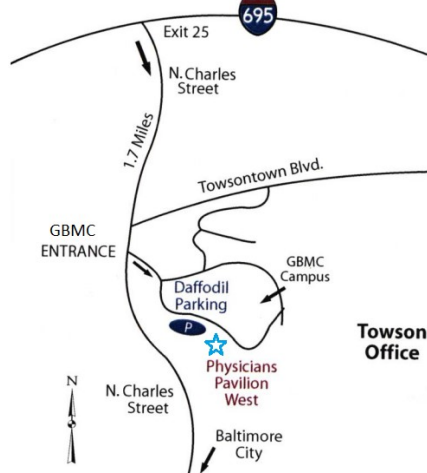 695
Exit 25
N. Charles
Street
1.7 Miles
Towsontown Blvd.
GBMC
ENTRANCE
GBMC
Campus
Daffodil
Parking
P
Towson
Office
Physicians
Pavilion
West
N
N. Charles
Street
Baltimore
City